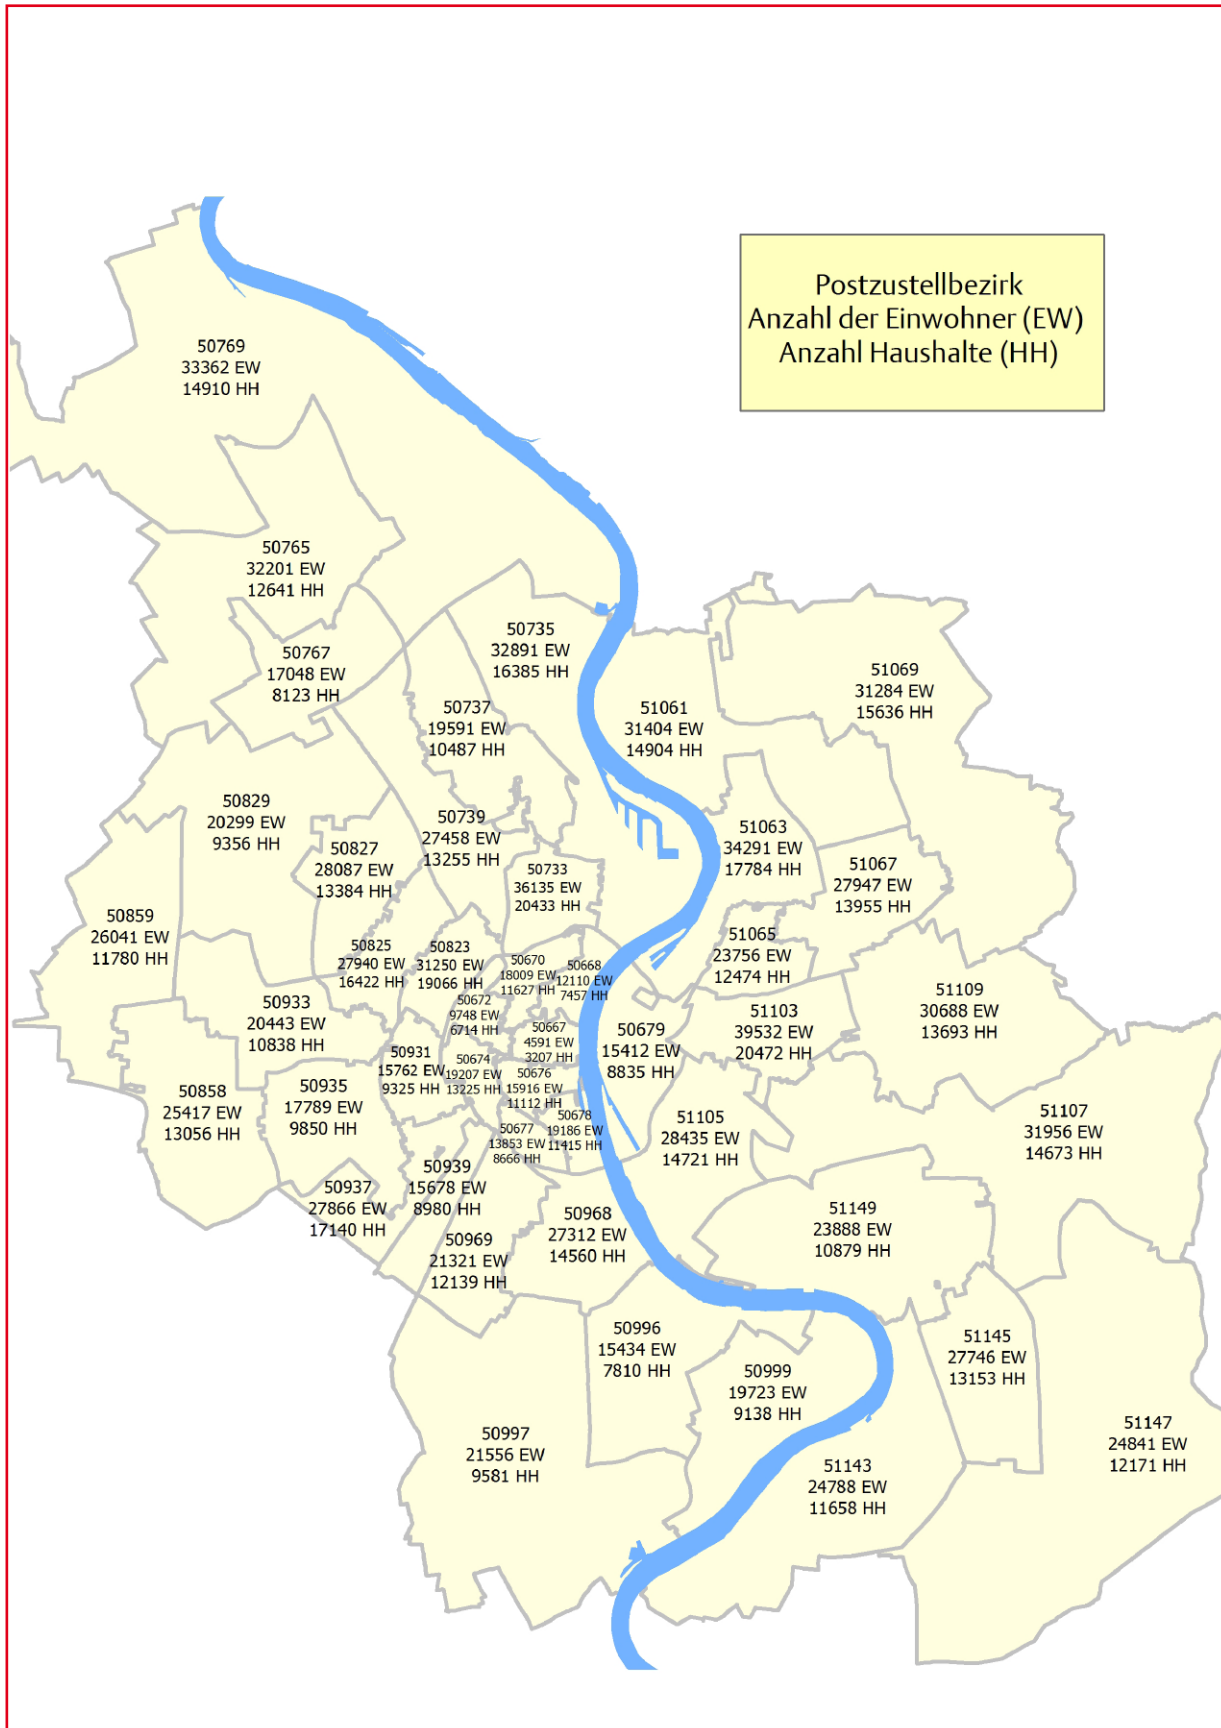 Postzustellbezirk
Anzahl der Einwohner (EW)
Anzahl Haushalte (HH)
50769
33362 EW
14910 HH
50765
32201 EW
12641 HH
50767
17048 EW
8123 HH
50735
32891 EW
16385 HH
50737
19591 EW
10487 HH
51061
31404 EW
14904 HH
51069
31284 EW
15636 HH
50829
20299 EW
9356 HH
50827
28087 EW
13384 HH
50739
27458 EW
13255 HH
50733
36135 EW
20433 HH
51063
34291 EW
17784 HH
51067
27947 EW
13955 HH
50859
26041 EW
11780 HH
50825
27940 EW
16422 HH
50823
31250 EW
19066 HH
50670
18009 EW
11627 HH
50668
12110 EW
7457 HH
51065
23756 EW
12474 HH
50672
9748 EW
6714 HH
50667
4591 EW
3207 HH
50679
15412 EW
8835 HH
51103
39532 EW
20472 HH
51109
30688 EW
13693 HH
50933
20443 EW
10838 HH
50931
15762 EW
9325 HH
50674
19207 EW
13225 HH
50676
15916 EW
11112 HH
50858
25417 EW
13056 HH
50935
17789 EW
9850 HH
50678
19186 EW
11415 HH
50677
13853 EW
8666 HH
51105
28435 EW
14721 HH
51107
31956 EW
14673 HH
50937
27866 EW
17140 HH
50939
15678 EW
8980 HH
50968
27312 EW
14560 HH
51149
23888 EW
10879 HH
50969
21321 EW
12139 HH
50996
15434 EW
7810 HH
50999
19723 EW
9138 HH
51145
27746 EW
13153 HH
50997
21556 EW
9581 HH
51143
24788 EW
11658 HH
51147
24841 EW
12171 HH